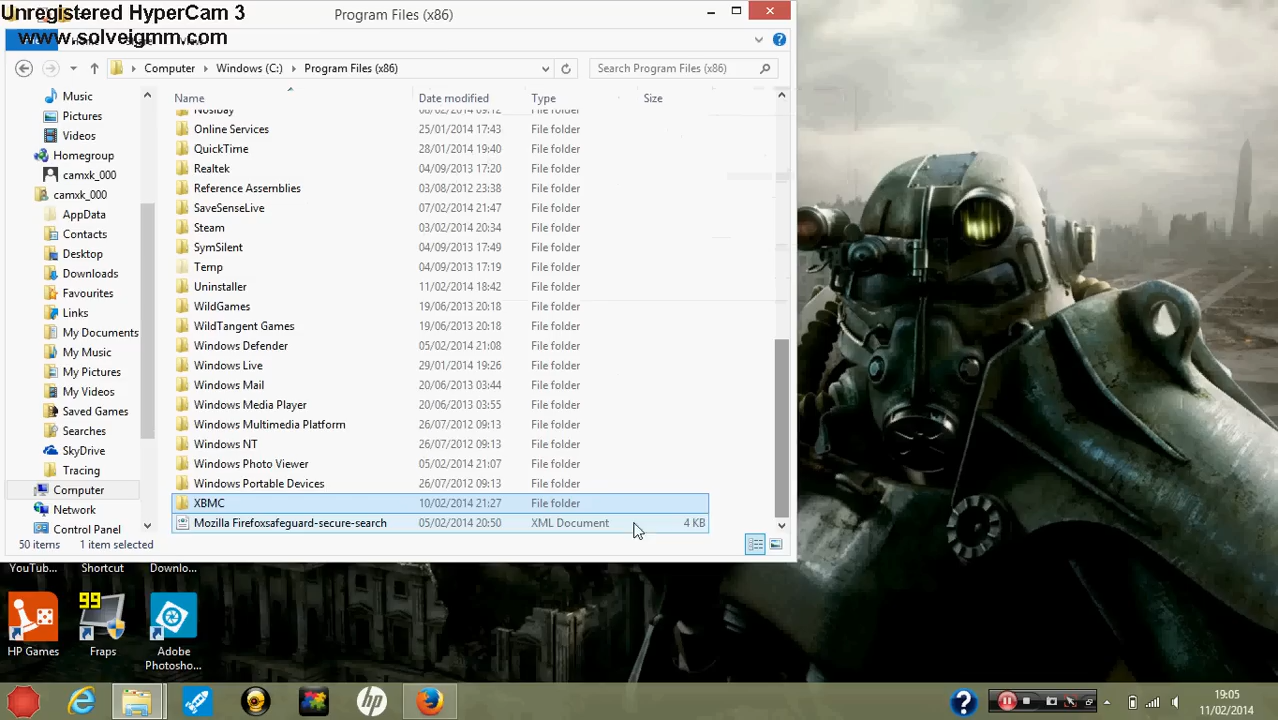 Unregistered HyperCam 3
www.solveigmm.com
Program Files (x86)
Computer Windows (C:) Program Files (x86)
Search Program Files (x86)
Name Date modified Type Size
Music
Pictures
Videos
Homegroup
camxk_000
camxk_000
AppData
Contacts
Desktop
Downloads
Favourites
Links
My Documents
My Music
My Pictures
My Videos
Saved Games
Searches
SkyDrive
Tracing
Computer
Network
Control Panel
Nosibay 08/02/2014 09:12 File folder
Online Services 25/01/2014 17:43 File folder
QuickTime 28/01/2014 19:40 File folder
Realtek 04/09/2013 17:20 File folder
Reference Assemblies 03/08/2012 23:38 File folder
SaveSenseLive 07/02/2014 21:47 File folder
Steam 03/02/2014 20:34 File folder
SymSilent 04/09/2013 17:49 File folder
Temp 04/09/2013 17:19 File folder
Uninstaller 11/02/2014 18:42 File folder
WildGames 19/06/2013 20:18 File folder
WildTangent Games 19/06/2013 20:18 File folder
Windows Defender 05/02/2014 21:08 File folder
Windows Live 29/01/2014 19:26 File folder
Windows Mail 20/06/2013 03:44 File folder
Windows Media Player 20/06/2013 03:55 File folder
Windows Multimedia Platform 26/07/2012 09:13 File folder
Windows NT 26/07/2012 09:13 File folder
Windows Photo Viewer 05/02/2014 21:07 File folder
Windows Portable Devices 26/07/2012 09:13 File folder
XBMC 10/02/2014 21:27 File folder
Mozilla Firefoxsafeguard-secure-search 05/02/2014 20:50 XML Document 4 KB
50 items 1 item selected
YouTub... Shortcut Downlo...
99
HP Games Fraps Adobe
Photosho...
hp
19:05
11/02/2014